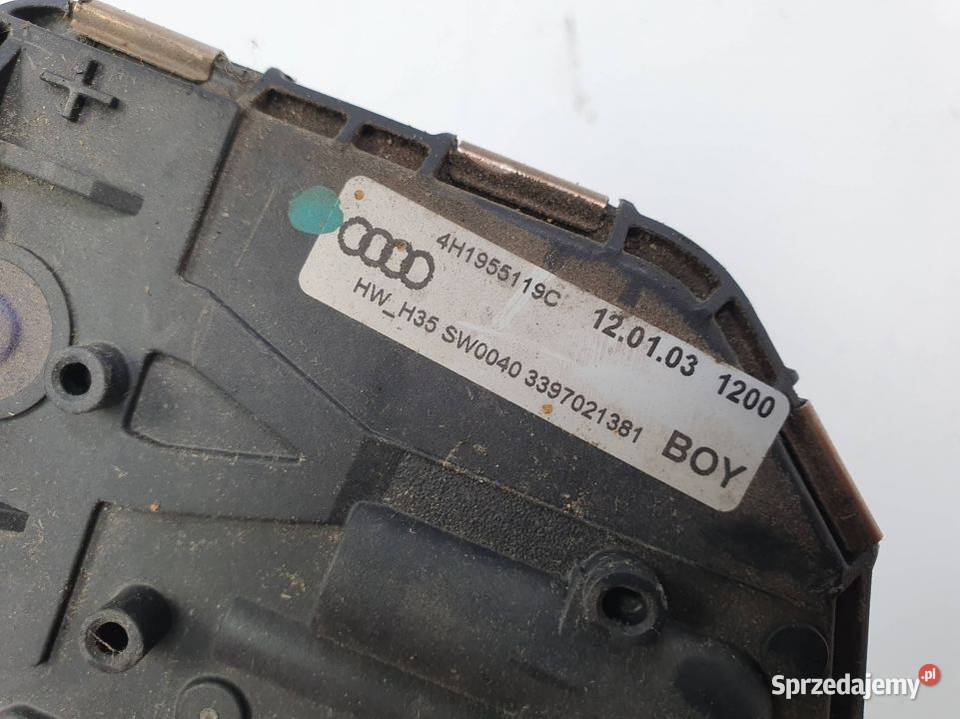 4H1955119C
12.01.03 1200
HW_H35 SW0040 3397021381
BOY
Sprzedajemy.pl